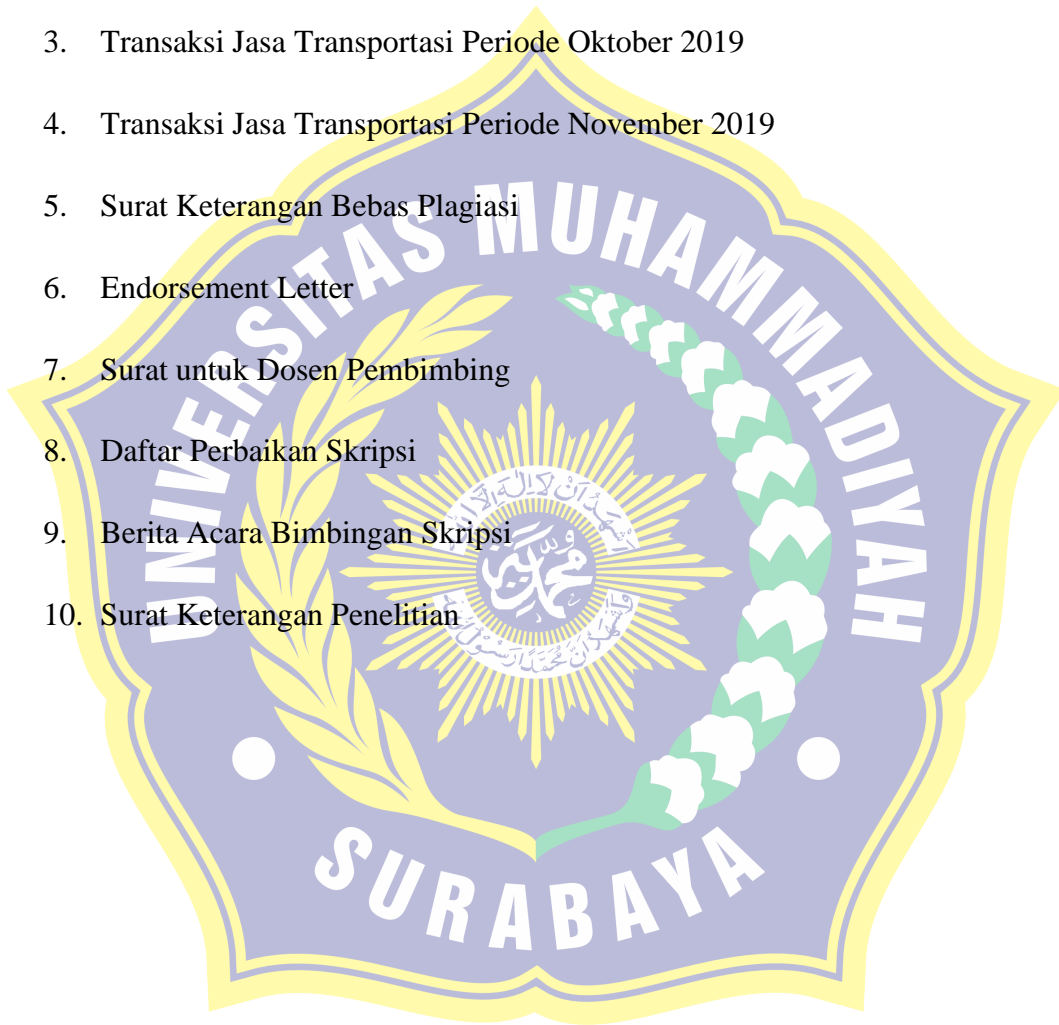 3. Transaksi Jasa Transportasi Periode Oktober 2019
4. Transaksi Jasa Transportasi Periode November 2019
5. Surat Keterangan Bebas Plagiasi
6. Endorsement Letter
7. Surat untuk Dosen Pembimbing
8. Daftar Perbaikan Skripsi
9. Berita Acara Bimbingan Skripsi
10. Surat Keterangan Penelitian
UNIVERSITAS MUHAMMADIYAH
SURABAYA